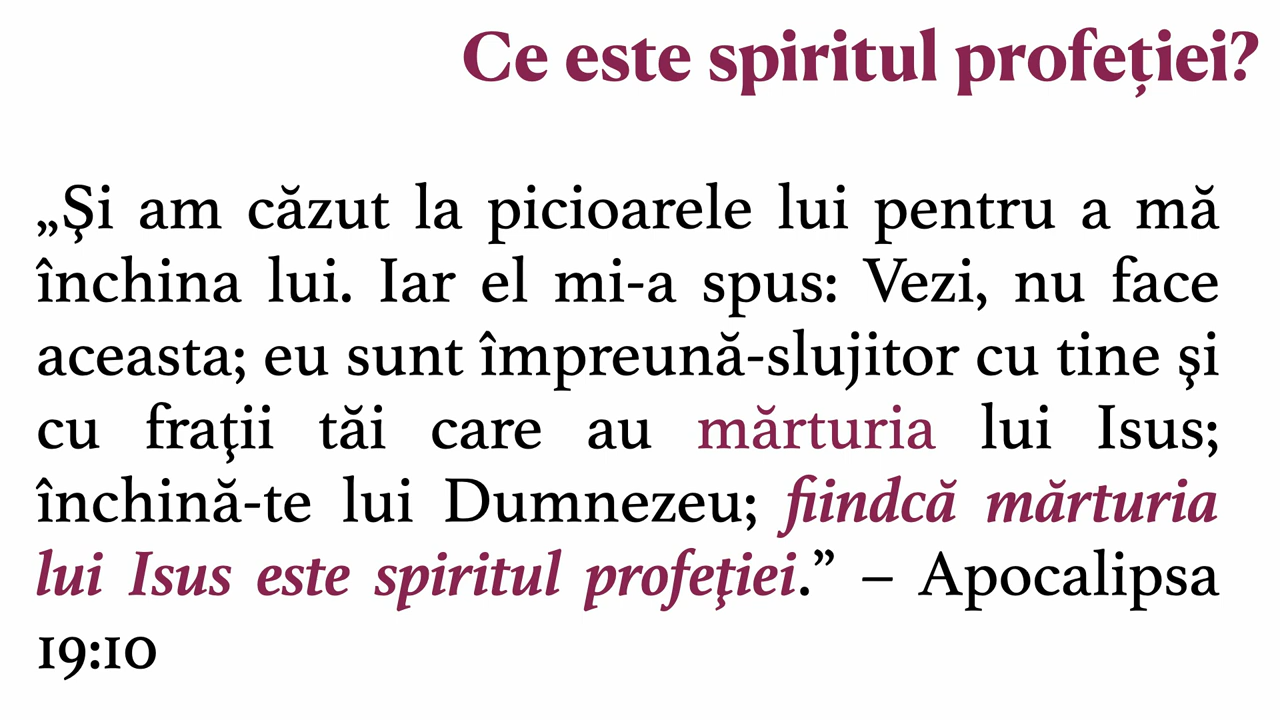 Ce este spiritul profeției?
„Şi am căzut la picioarele lui pentru a mă
închina lui. Iar el mi-a spus: Vezi, nu face
aceasta; eu sunt împreună-slujitor cu tine şi
cu fraţii tăi care au mărturia lui Isus;
închină-te lui Dumnezeu; fiindcă mărturia
lui Isus este spiritul profeţiei.” – Apocalipsa
19:10